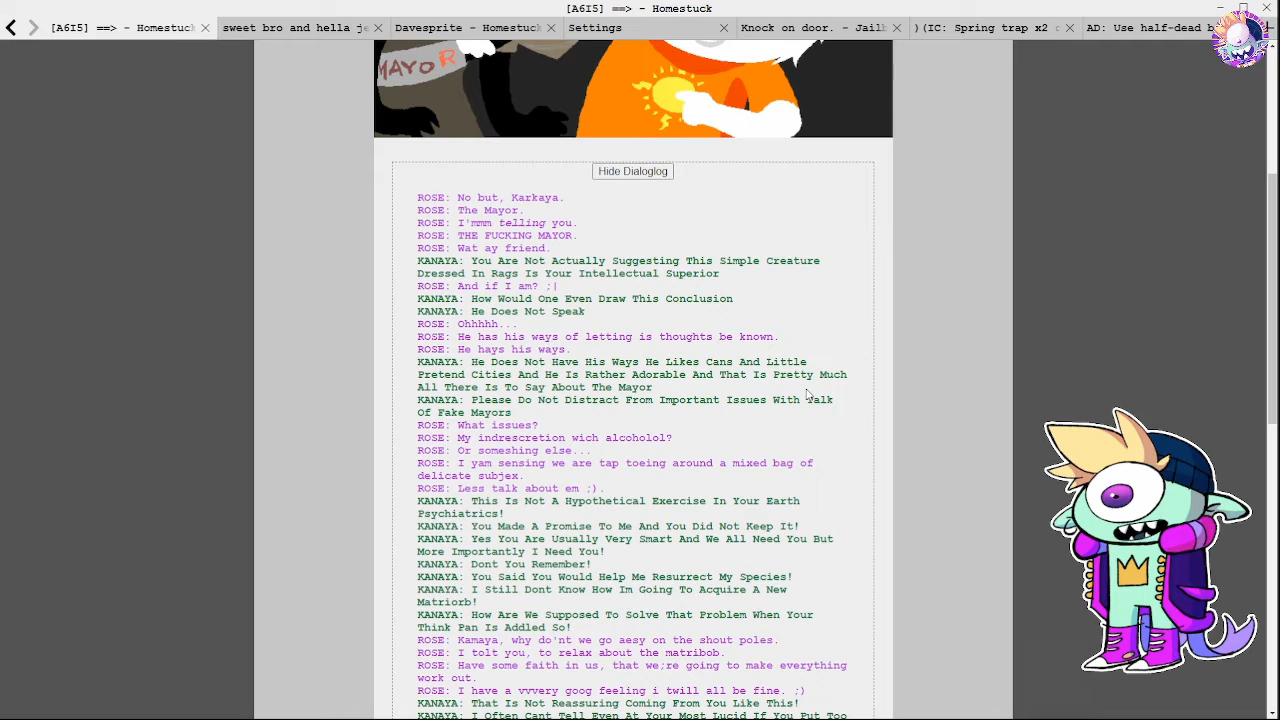 [A6I5] ==> - Homestuck
[A6I5] ==> - Homestuck
sweet bro and hella je
Davesprite - Homestuck
Settings
Knock on door. - Jailb
)(IC: Spring trap x2 c
AD: Use half-dead b
MAYOR
Hide Dialoglog
ROSE: No but, Karkaya.
ROSE: The Mayor.
ROSE: I'mmm telling you.
ROSE: THE FUCKING MAYOR.
ROSE: Wat ay friend.
KANAYA: You Are Not Actually Suggesting This Simple Creature
Dressed In Rags Is Your Intellectual Superior
ROSE: And if I am? ;|
KANAYA: How Would One Even Draw This Conclusion
KANAYA: He Does Not Speak
ROSE: Ohhhhh...
ROSE: He has his ways of letting is thoughts be known.
ROSE: He hays his ways.
KANAYA: He Does Not Have His Ways He Likes Cans And Little
Pretend Cities And He Is Rather Adorable And That Is Pretty Much
All There Is To Say About The Mayor
KANAYA: Please Do Not Distract From Important Issues With Talk
Of Fake Mayors
ROSE: What issues?
ROSE: My indrescretion wich alcoholol?
ROSE: Or someshing else...
ROSE: I yam sensing we are tap toeing around a mixed bag of
delicate subjex.
ROSE: Less talk about em ;).
KANAYA: This Is Not A Hypothetical Exercise In Your Earth
Psychiatrics!
KANAYA: You Made A Promise To Me And You Did Not Keep It!
KANAYA: Yes You Are Usually Very Smart And We All Need You But
More Importantly I Need You!
KANAYA: Dont You Remember!
KANAYA: You Said You Would Help Me Resurrect My Species!
KANAYA: I Still Dont Know How Im Going To Acquire A New
Matriorb!
KANAYA: How Are We Supposed To Solve That Problem When Your
Think Pan Is Addled So!
ROSE: Kamaya, why do'nt we go aesy on the shout poles.
ROSE: I tolt you, to relax about the matribob.
ROSE: Have some faith in us, that we;re going to make everything
work out.
ROSE: I have a vvvery goog feeling i twill all be fine. ;)
KANAYA: That Is Not Reassuring Coming From You Like This!
KANAYA: I Often Cant Tell Even At Your Most Lucid If You Put Too